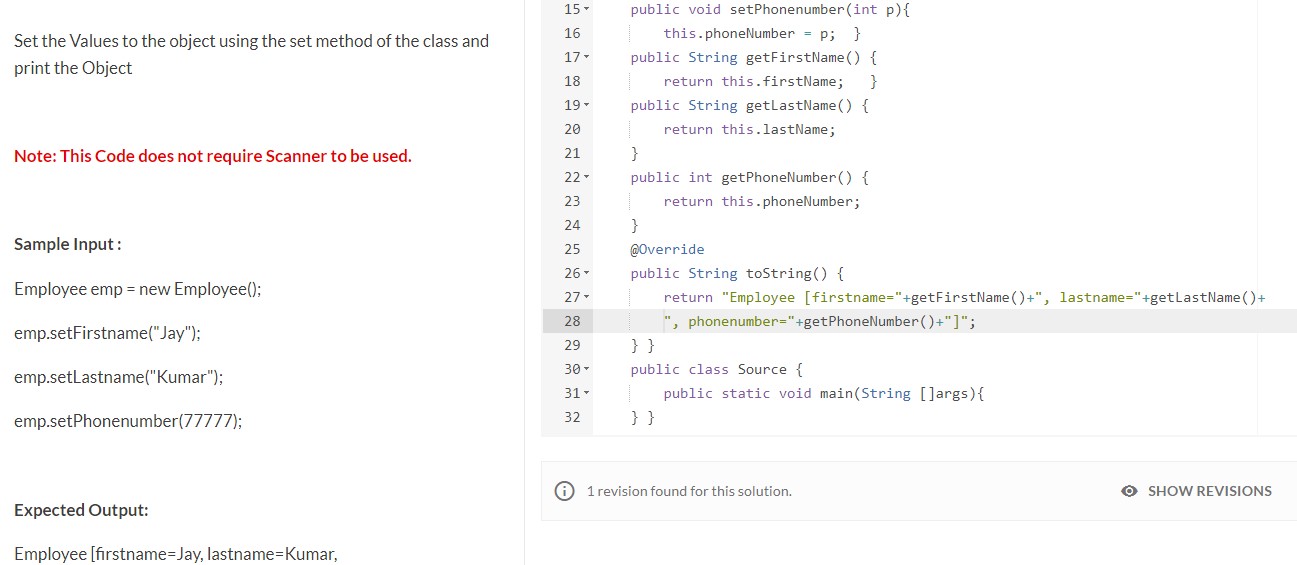 Set the Values to the object using the set method of the class and
print the Object
Note: This Code does not require Scanner to be used.
Sample Input :
Employee emp = new Employee();
emp.setFirstname("Jay");
emp.setLastname("Kumar");
emp.setPhonenumber(77777);
Expected Output:
Employee [firstname=Jay, lastname=Kumar,
15 public void setPhonenumber(int p){
16 this.phoneNumber = p; }
17 public String getFirstName() {
18 return this.firstName; }
19 public String getLastName() {
20 return this.lastName;
21 }
22 public int getPhoneNumber() {
23 return this.phoneNumber;
24 }
25 @Override
26 public String toString() {
27 return "Employee [firstname="+getFirstName()+", lastname="+getLastName()+
28 ", phonenumber="+getPhoneNumber()+"]";
29 } }
30 public class Source {
31 public static void main(String []args){
32 } }
1 revision found for this solution.
SHOW REVISIONS